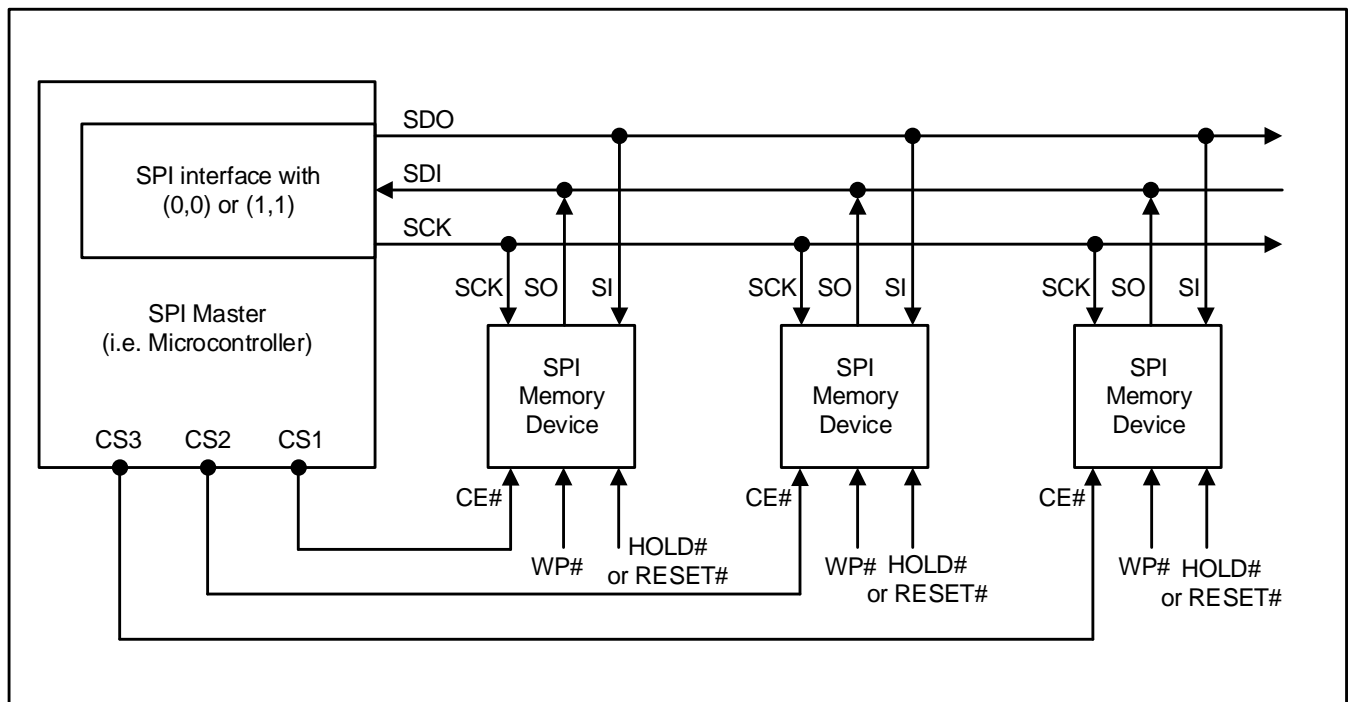 SDO
SPI interface with
(0,0) or (1,1)
SDI
SCK
SPI Master
(i.e. Microcontroller)
CS3
CS2
CS1
SCK
SO
SI
SPI
Memory
Device
CE#
WP#
HOLD#
or RESET#
SCK
SO
SI
SPI
Memory
Device
CE#
WP#
HOLD#
or RESET#
SCK
SO
SI
SPI
Memory
Device
CE#
WP#
HOLD#
or RESET#